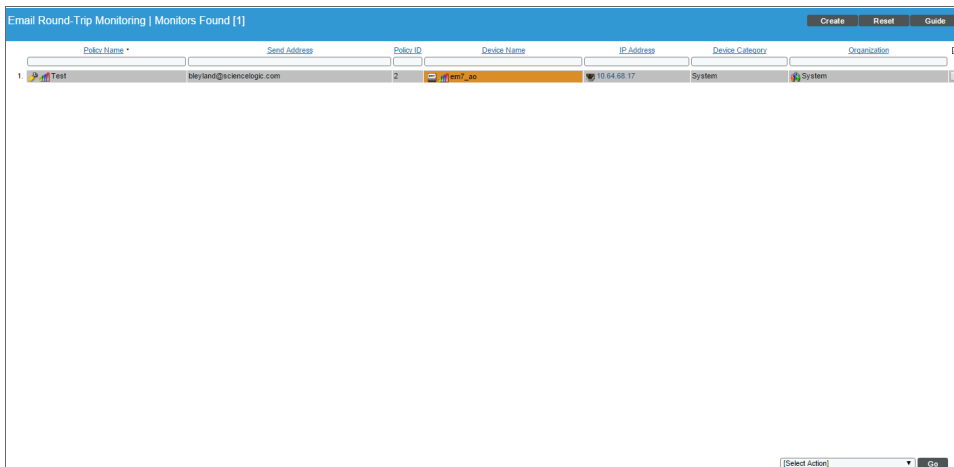 Email Round-Trip Monitoring | Monitors Found [1]
Create Reset Guide
Policy Name • Send Address Policy ID Device Name IP Address Device Category Organization
1. Test bleyland@sciencelogic.com 2 em7_ao 10.64.68.17 System System
[Select Action] Go